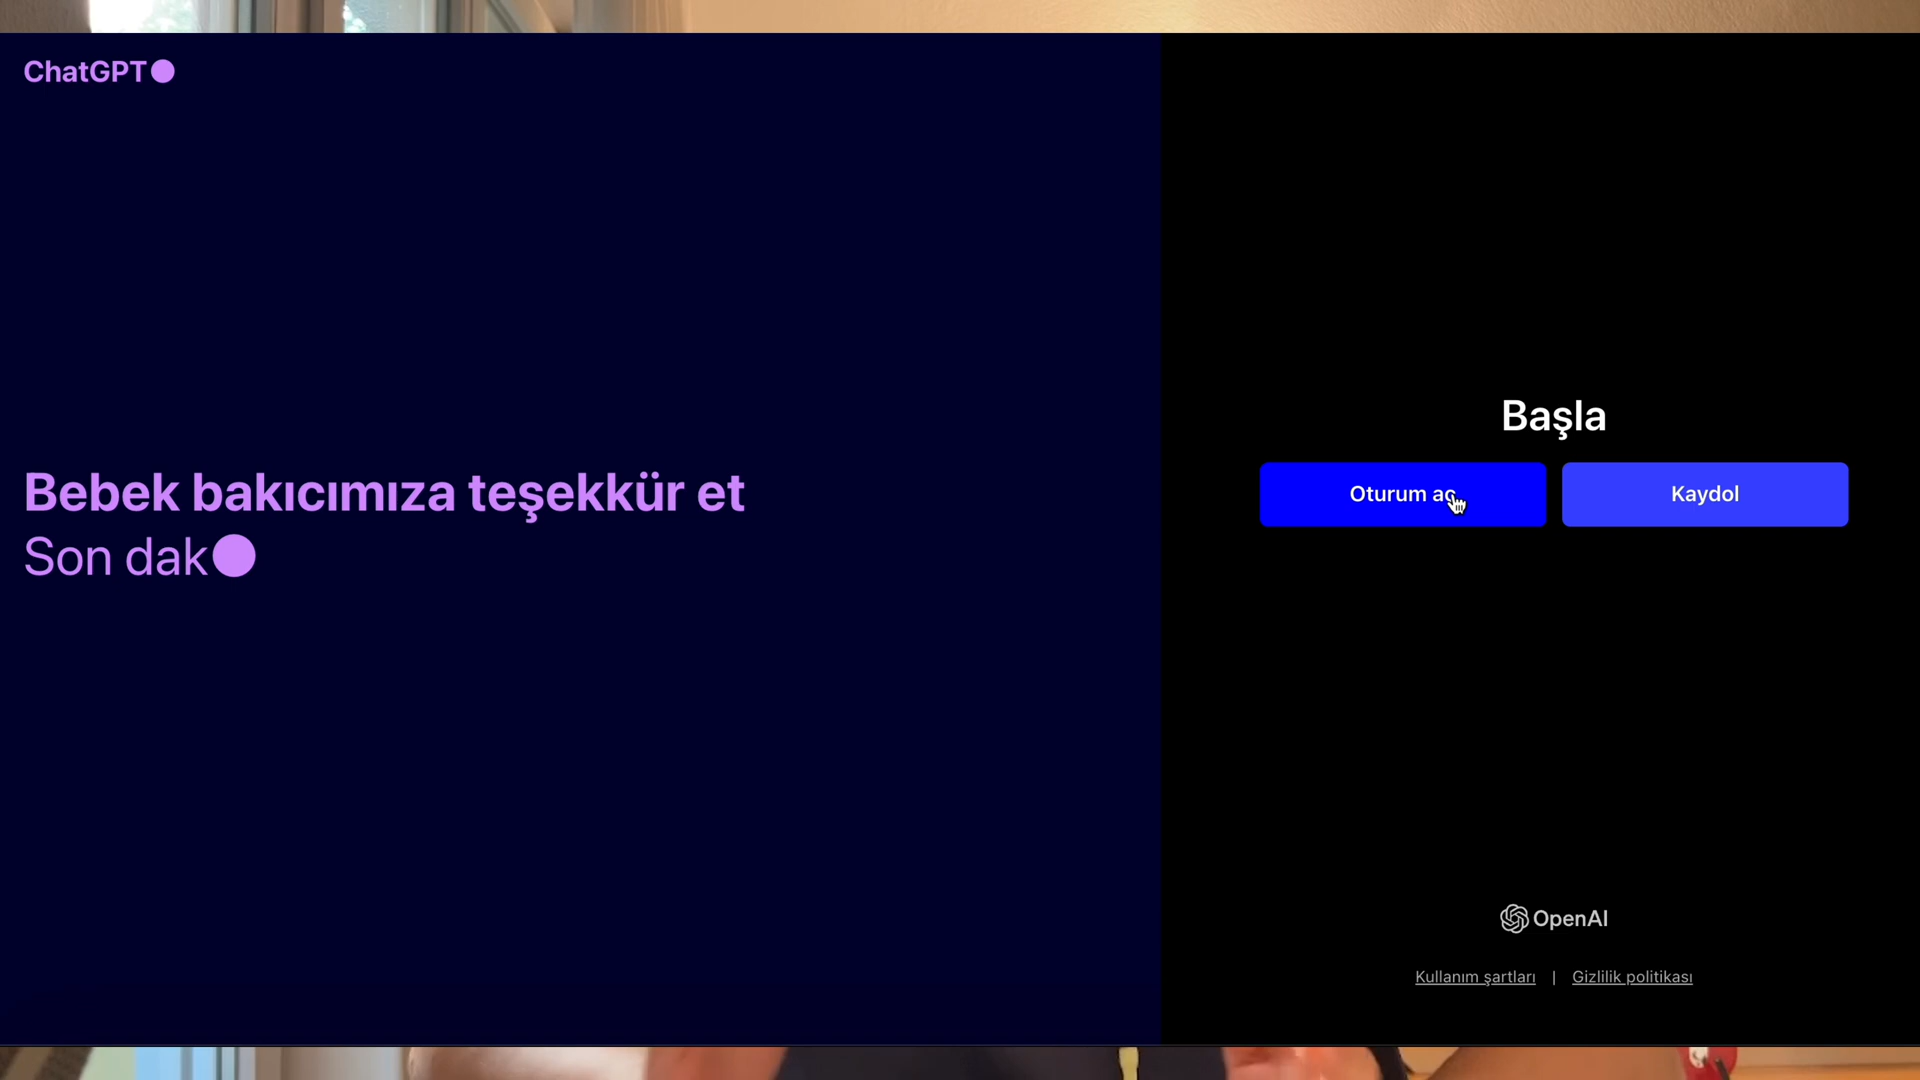 ChatGPT
Bebek bakıcımıza teşekkür et
Son dak
Başla
Oturum aç
Kaydol
OpenAI
Kullanım şartları | Gizlilik politikası